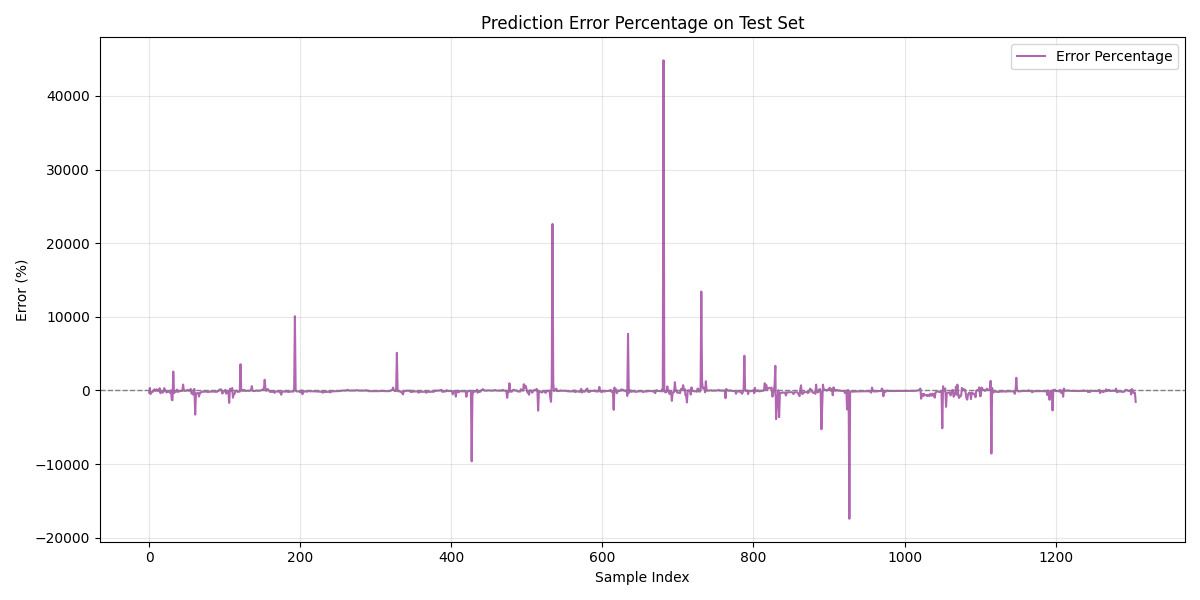 Prediction Error Percentage on Test Set
Error Percentage
Error (%)
40000
30000
20000
10000
0
−10000
−20000
0 200 400 600 800 1000 1200
Sample Index